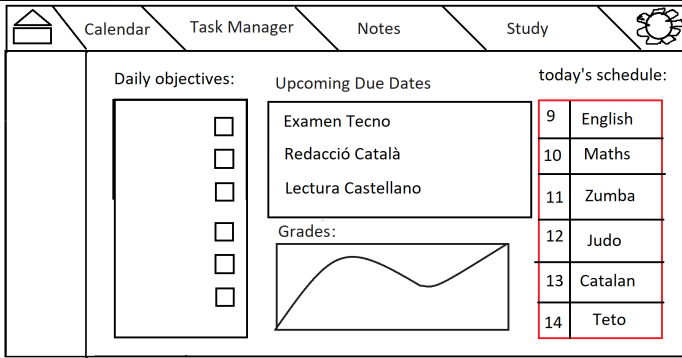 Calendar
Task Manager
Notes
Study
Daily objectives:
Upcoming Due Dates
Examen Tecno
Redacció Català
Lectura Castellano
Grades:
today's schedule:
9 English
10 Maths
11 Zumba
12 Judo
13 Catalan
14 Teto